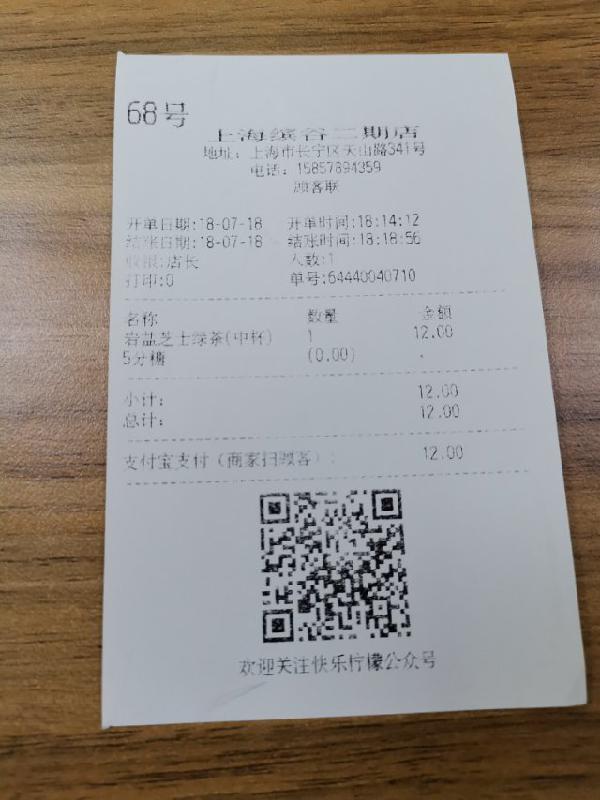 68号
上海缤谷二期店
地址：上海市长宁区天山路341号
电话：15857894359
顾客联
开单日期:18-07-18 开单时间:18:14:12
结账日期:18-07-18 结账时间:18:18:56
收银:店长 人数:1
打印:0 单号:64440040710
名称 数量 金额
岩盐芝士绿茶(中杯) 1 12.00
5分糖 (0.00)
小计： 12.00
总计： 12.00
支付宝支付（商家扫顾客）： 12.00
欢迎关注快乐柠檬公众号